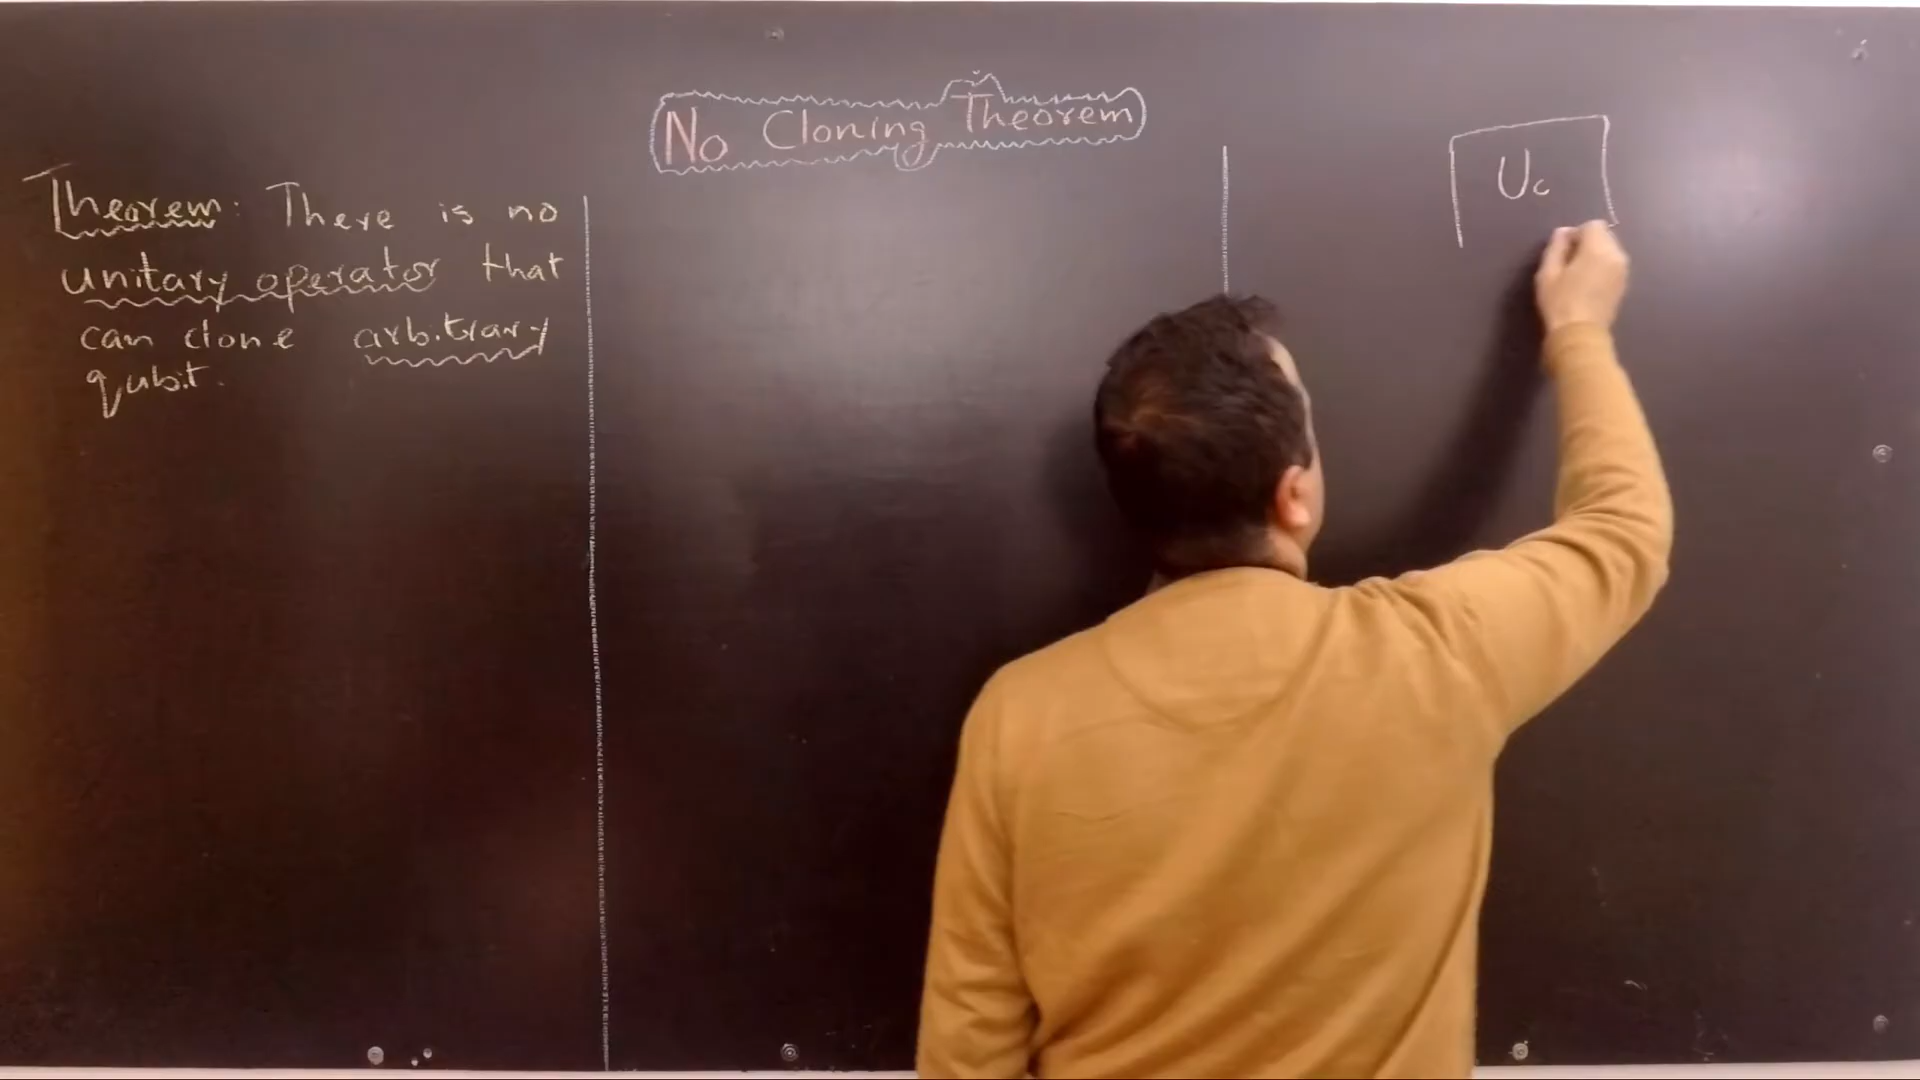 No Cloning Theorem
Theorem: There is no
unitary operator that
can clone arbitrary
qubit.
Uc